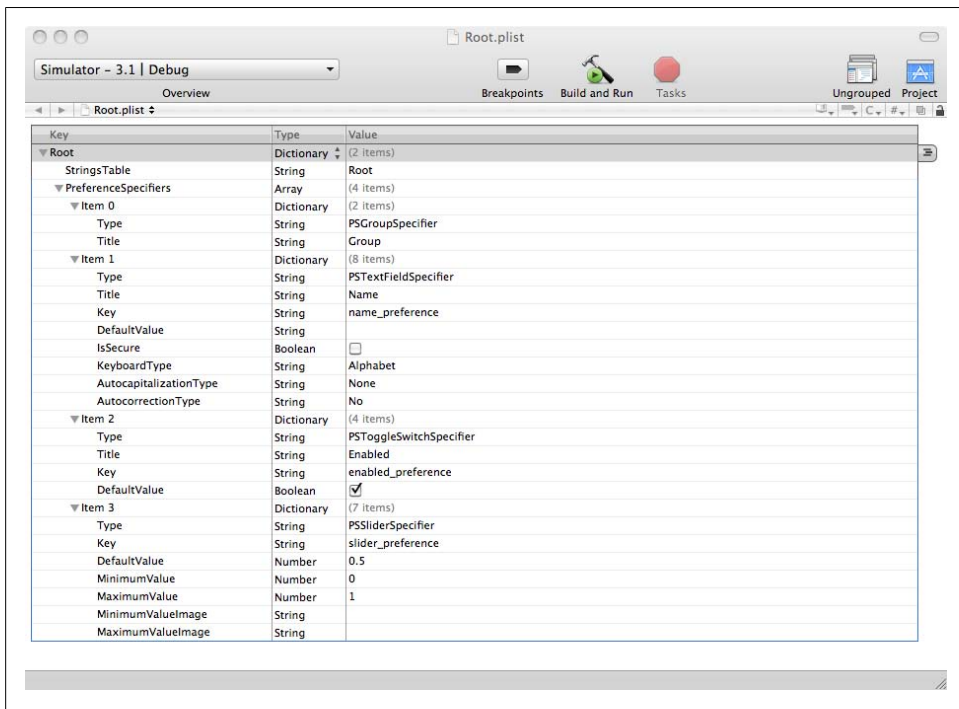 Root.plist
Simulator - 3.1 | Debug
Overview Breakpoints Build and Run Tasks Ungrouped Project
Root.plist
C #
Key Type Value
Root Dictionary (2 items)
StringsTable String Root
PreferenceSpecifiers Array (4 items)
Item 0 Dictionary (2 items)
Type String PSGroupSpecifier
Title String Group
Item 1 Dictionary (8 items)
Type String PSTextFieldSpecifier
Title String Name
Key String name_preference
DefaultValue String
IsSecure Boolean
KeyboardType String Alphabet
AutocapitalizationType String None
AutocorrectionType String No
Item 2 Dictionary (4 items)
Type String PSToggleSwitchSpecifier
Title String Enabled
Key String enabled_preference
DefaultValue Boolean
Item 3 Dictionary (7 items)
Type String PSSliderSpecifier
Key String slider_preference
DefaultValue Number 0.5
MinimumValue Number 0
MaximumValue Number 1
MinimumValueImage String
MaximumValueImage String